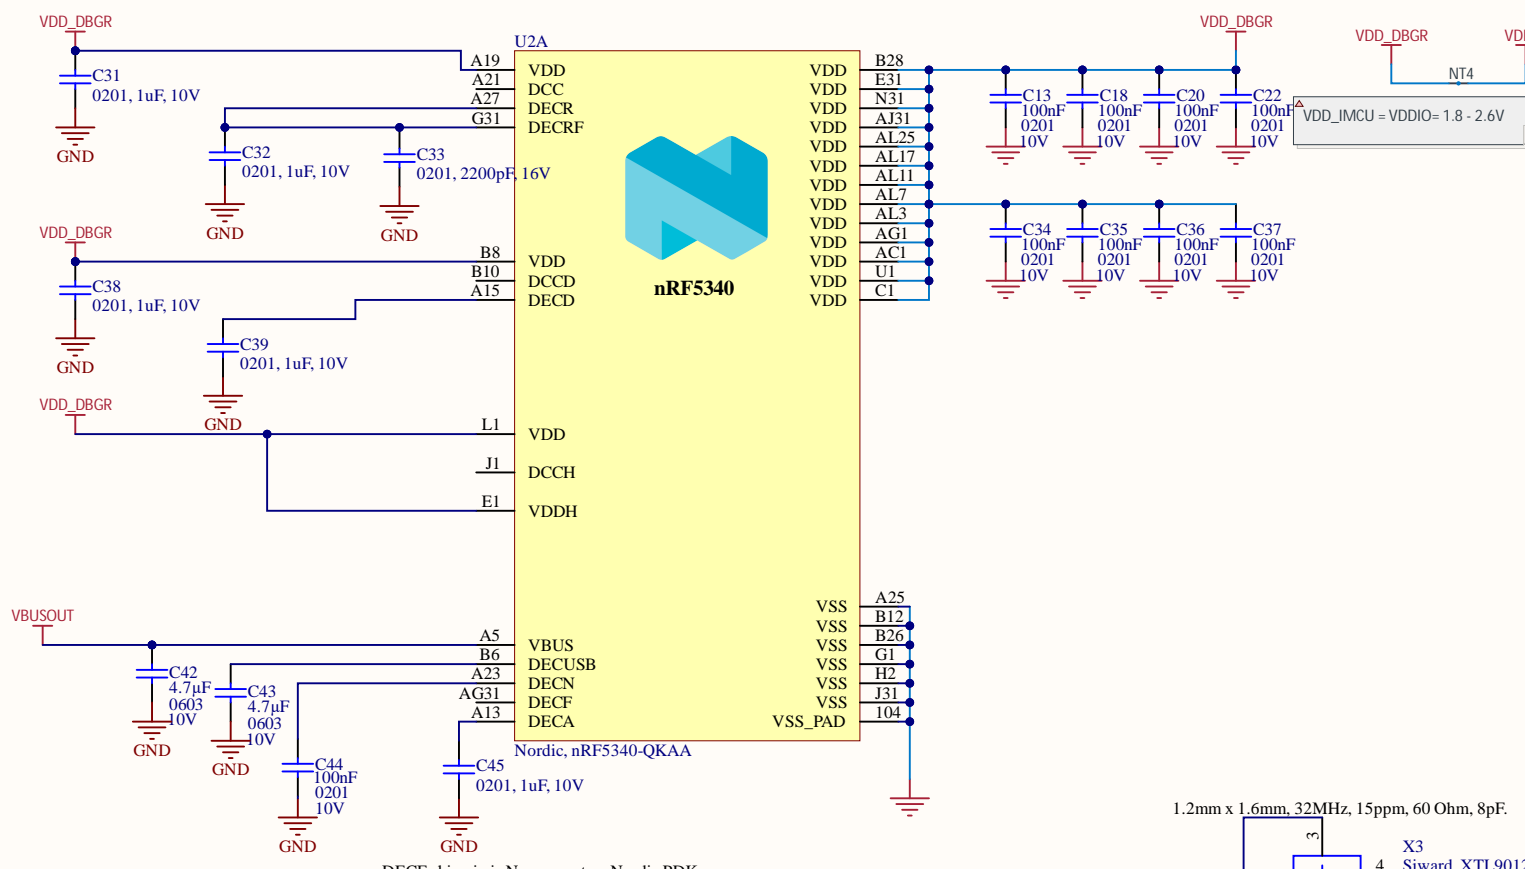 VDD_DBGR
C31
0201, 1uF, 10V
GND
C32
0201, 1uF, 10V
GND
C33
0201, 2200pF, 16V
GND
VDD_DBGR
C38
0201, 1uF, 10V
GND
C39
0201, 1uF, 10V
GND
VDD_DBGR
VBUSOUT
C42
4.7µF
0603
10V
GND
C43
4.7µF
0603
10V
GND
C44
100nF
0201
10V
GND
C45
0201, 1uF, 10V
GND
U2A
A19 VDD
A21 DCC
A27 DECR
G31 DECRF
B8 VDD
B10 DCCD
A15 DECD
L1 VDD
J1 DCCH
E1 VDDH
A5 VBUS
B6 DECUSB
A23 DECN
AG31 DECF
A13 DECA
nRF5340
VDD B28
VDD E31
VDD N31
VDD AJ31
VDD AL25
VDD AL17
VDD AL11
VDD AL7
VDD AL3
VDD AG1
VDD AC1
VDD U1
VDD C1
VSS A25
VSS B12
VSS B26
VSS G1
VSS H2
VSS J31
VSS_PAD 104
Nordic, nRF5340-QKAA
VDD_DBGR
C13
100nF
0201
10V
C18
100nF
0201
10V
C20
100nF
0201
10V
C22
100nF
0201
10V
C34
100nF
0201
10V
C35
100nF
0201
10V
C36
100nF
0201
10V
C37
100nF
0201
10V
VDD_DBGR
NT4
VDD_IMCU = VDDIO= 1.8 - 2.6V
1.2mm x 1.6mm, 32MHz, 15ppm, 60 Ohm, 8pF.
3
X3
4